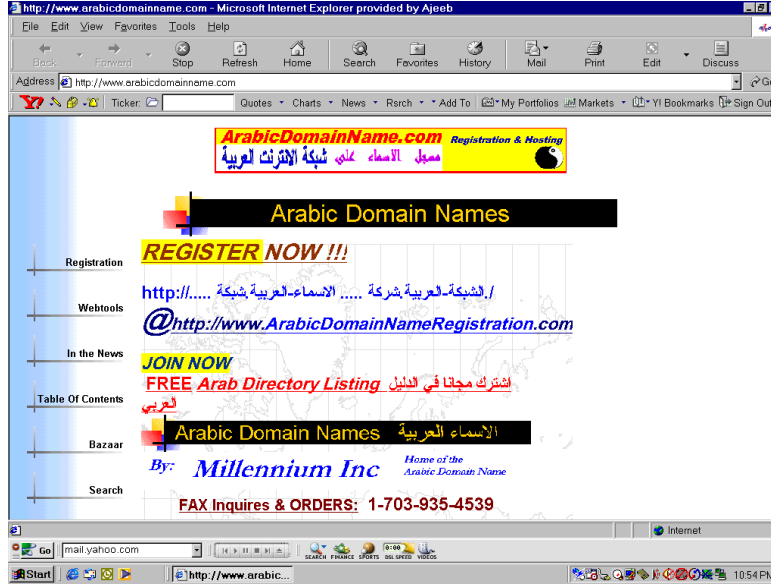 http://www.arabicdomainname.com - Microsoft Internet Explorer provided by Ajeeb
File Edit View Favorites Tools Help
Back Forward Stop Refresh Home Search Favorites History Mail Print Edit Discuss
Address http://www.arabicdomainname.com Go
Y7 Ticker: Quotes Charts News Rsrch Add To My Portfolios Markets Y! Bookmarks Sign Out
ArabicDomainName.com Registration & Hosting
مسجل الاسماء على شبكة الانترنت العربية
Arabic Domain Names
REGISTER NOW !!!
Registration
http://..... الاسماء-العربية.شبكة ..... الشبكة-العربية.شركة./
Webtools
@http://www.ArabicDomainNameRegistration.com
In the News
JOIN NOW
FREE Arab Directory Listing اشترك مجانا في الدليل
العربي
Table Of Contents
Arabic Domain Names الاسماء العربية
Bazaar
By: Millennium Inc Home of the
Arabic Domain Name
Search
FAX Inquires & ORDERS: 1-703-935-4539
Internet
Go mail.yahoo.com SEARCH FINANCE SPORTS DSL SPEED VIDEOS
Start http://www.arabic... 10:54 PM